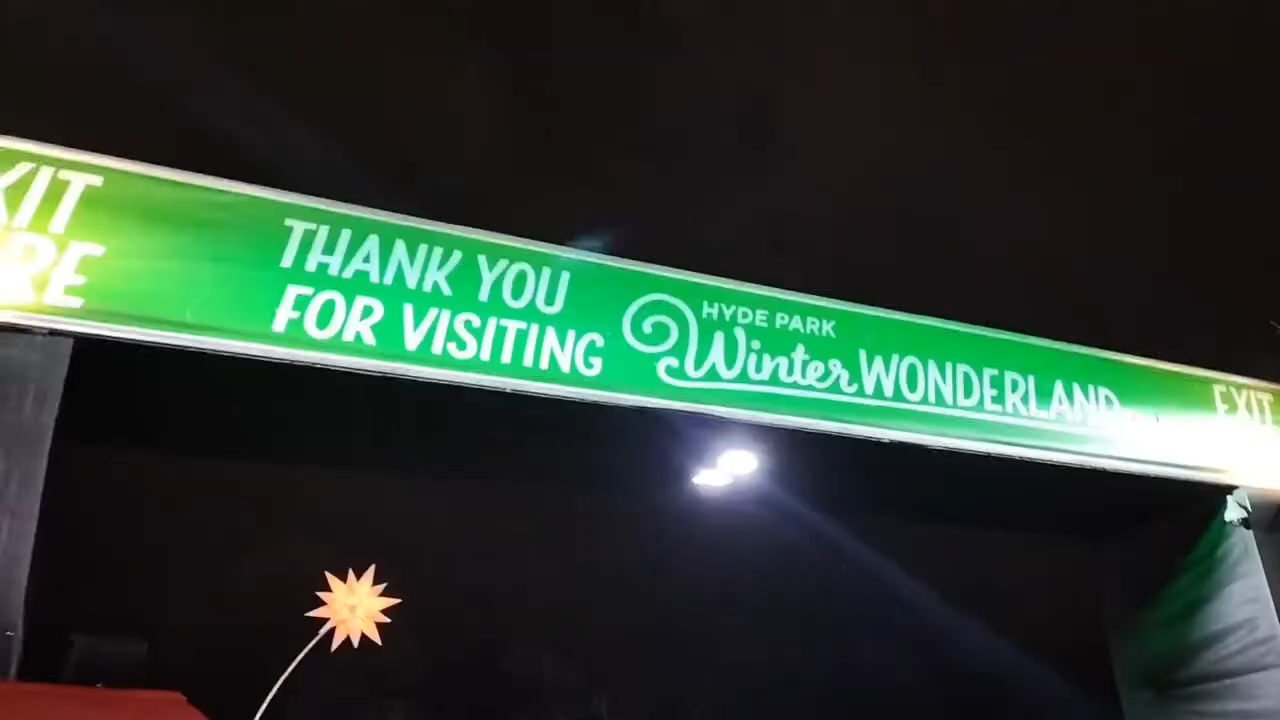 THANK YOU
FOR VISITING
HYDE PARK
Winter WONDERLAND
EXIT